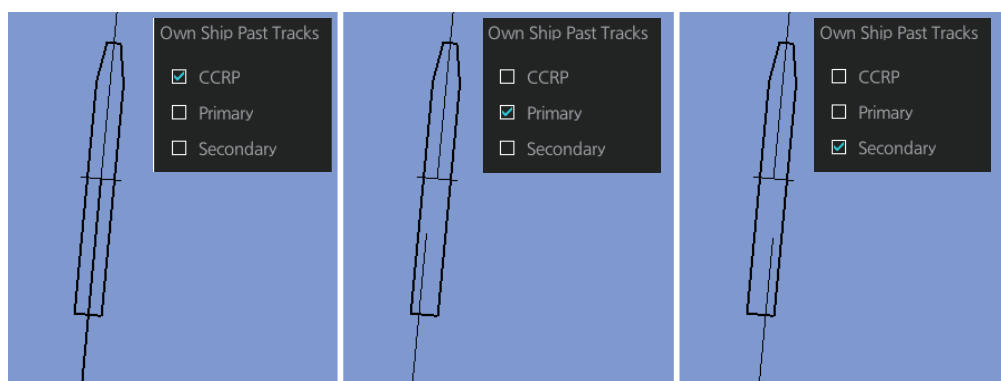 Own Ship Past Tracks
CCRP
Primary
Secondary
Own Ship Past Tracks
CCRP
Primary
Secondary
Own Ship Past Tracks
CCRP
Primary
Secondary